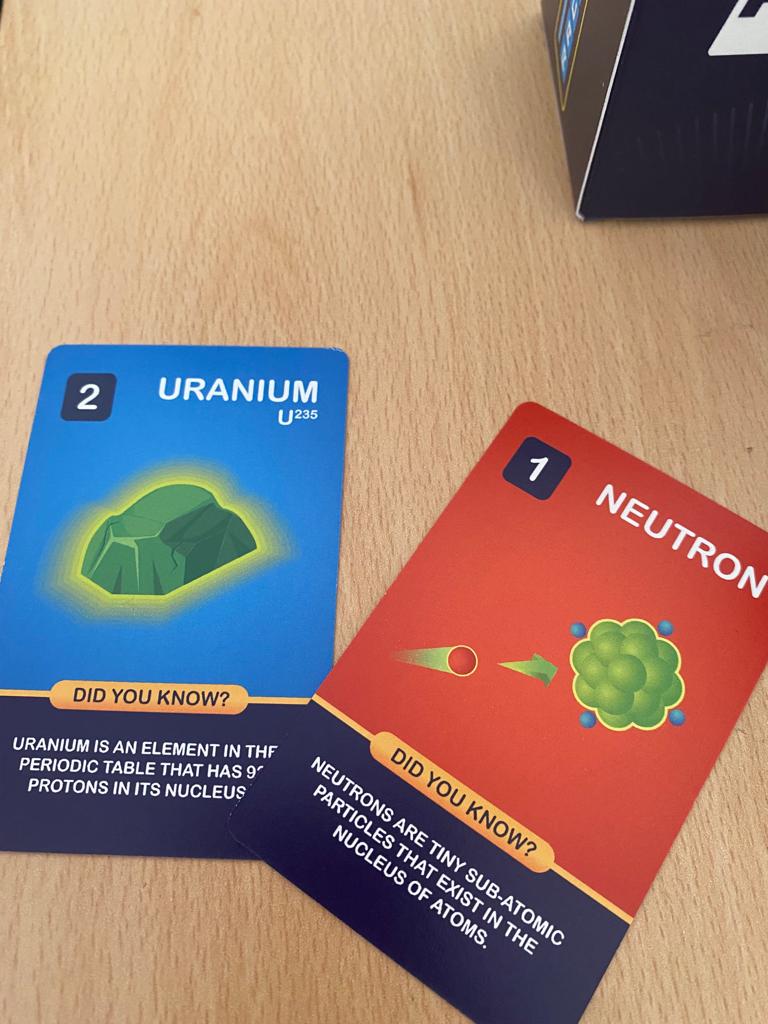 2
URANIUM
U²³⁵
DID YOU KNOW?
URANIUM IS AN ELEMENT IN THE
PERIODIC TABLE THAT HAS
PROTONS IN ITS NUCLEUS
1
NEUTRON
DID YOU KNOW?
NEUTRONS ARE TINY SUB-ATOMIC
PARTICLES THAT EXIST IN THE
NUCLEUS OF ATOMS.